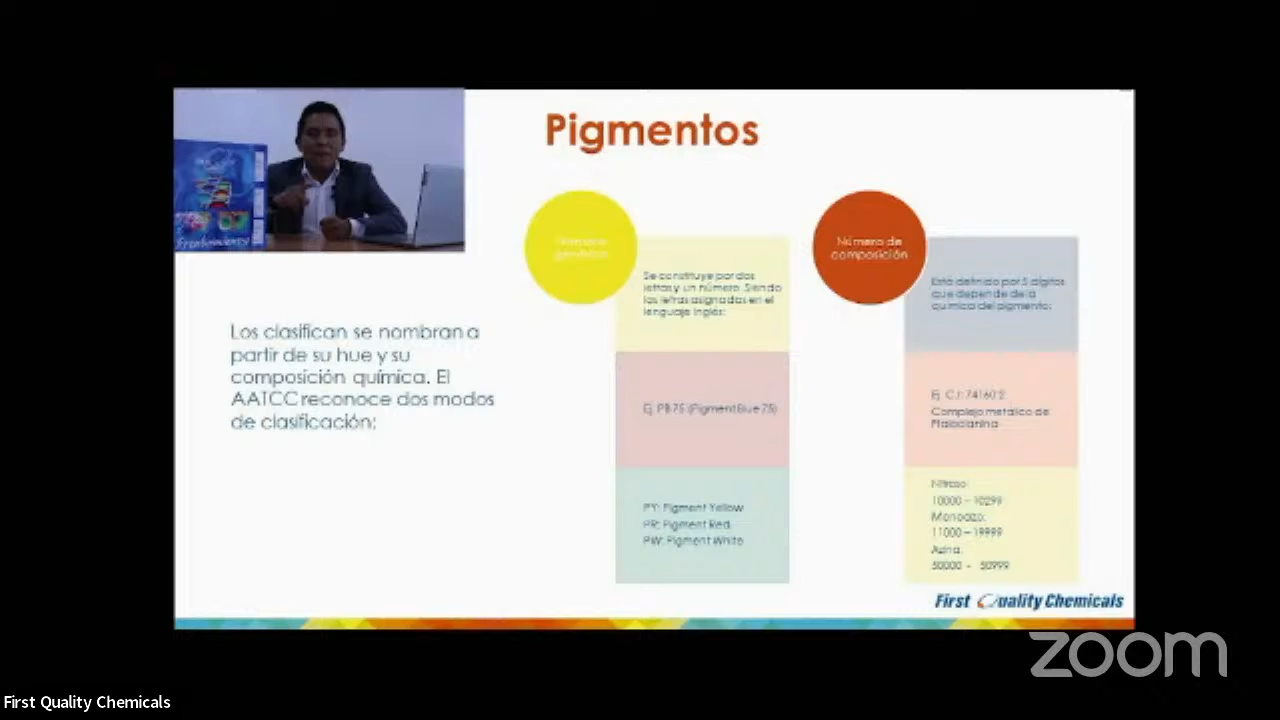 Pigmentos
Los clasifican se nombran a
partir de su hue y su
composición química. El
AATCC reconoce dos modos
de clasificación:
Se constituye por dos
letras y un número. Siendo
las letras asignadas en el
lenguaje inglés:
Ej. PB 75 (Pigment Blue 75)
PY: Pigment Yellow
PR: Pigment Red
PW: Pigment White
Número de
composición
Está definido por 5 dígitos
que depende de la
química del pigmento:
Ej. C.I: 74160:2
Complejo metálico de
Ftalocianina
Nitroso:
10000 – 10299
Monoazo:
11000 – 19999
Azina:
50000 - 50999
First Quality Chemicals
zoom
First Quality Chemicals